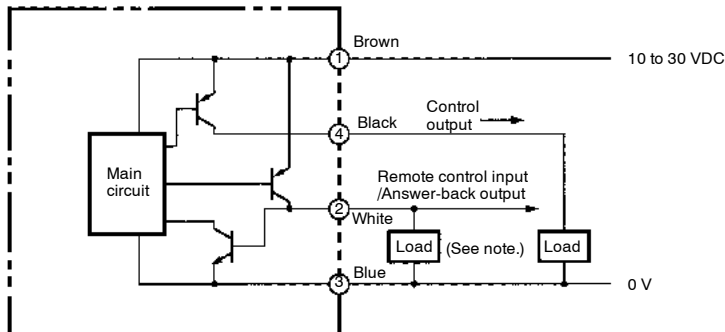 Brown
1
10 to 30 VDC
Black
4
Control
output
Main
circuit
Remote control input
/Answer-back output
2
White
Load
(See note.)
Load
Blue
3
0 V